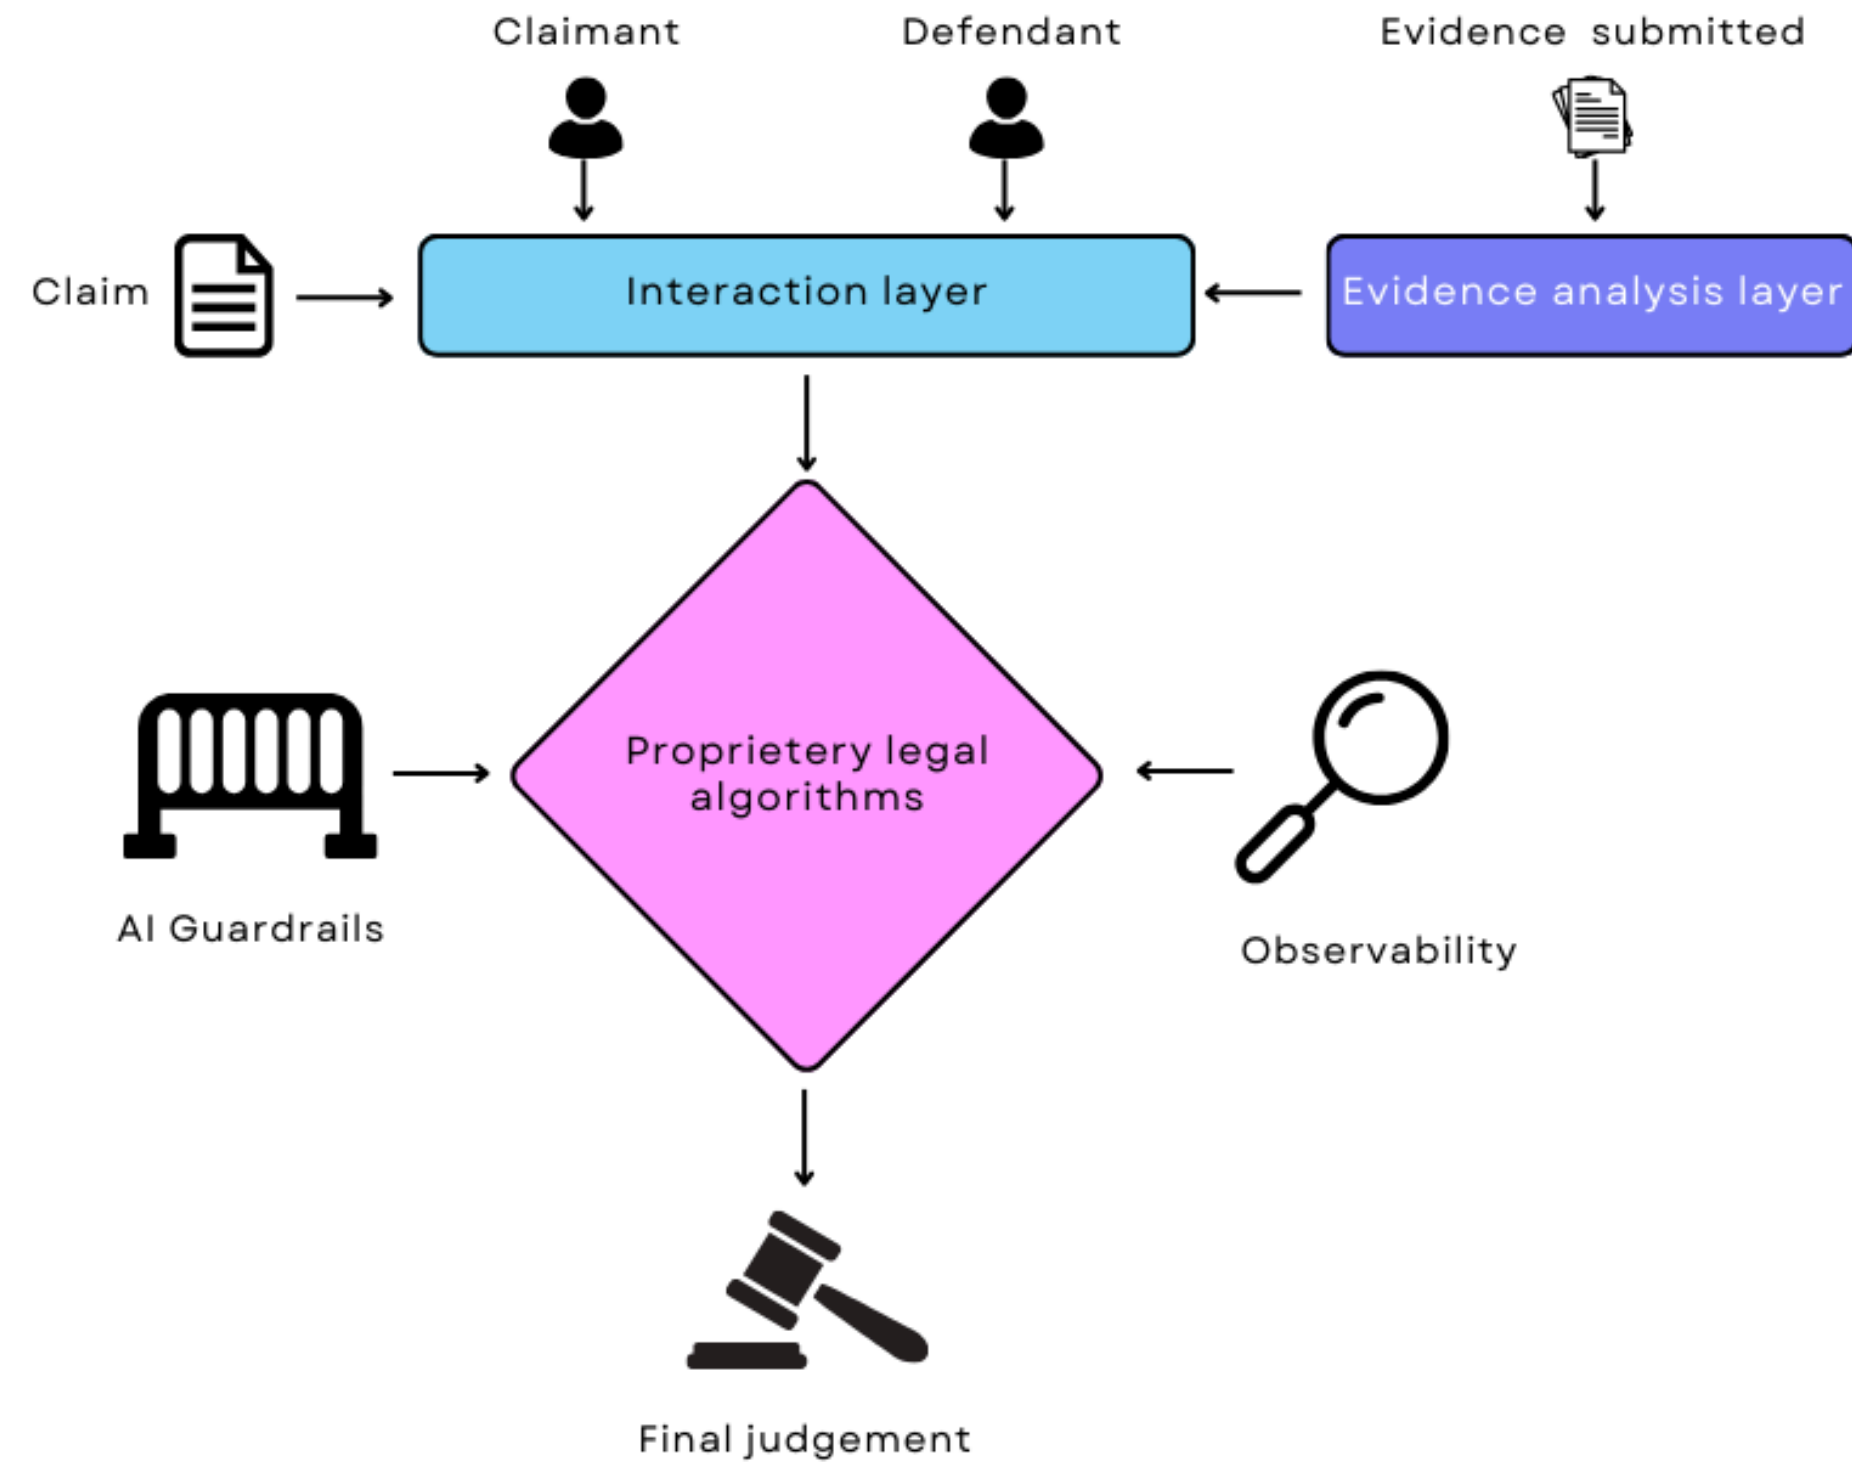 Claimant
Defendant
Evidence submitted
Claim
Interaction layer
Evidence analysis layer
Proprietery legal
algorithms
AI Guardrails
Observability
Final judgement